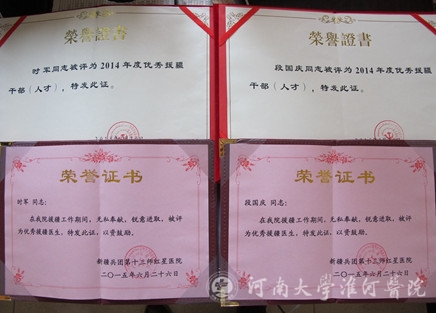 榮譽證書
时军同志被评为2014年度优秀援疆
干部（人才），特发此证。
榮譽證書
段国庆同志被评为2014年度优秀援疆
干部（人才），特发此证。
荣誉证书
时军 同志：
在我院援疆工作期间，无私奉献，锐意进取，被评
为优秀援疆医生，特发此证，以资鼓励。
新疆兵团第十三师红星医院
二〇一五年六月二十六日
荣誉证书
段国庆 同志：
在我院援疆工作期间，无私奉献，锐意进取，被评
为优秀援疆医生，特发此证，以资鼓励。
新疆兵团第十三师红星医院
二〇一五年六月二十六日
河南大学淮河醫院